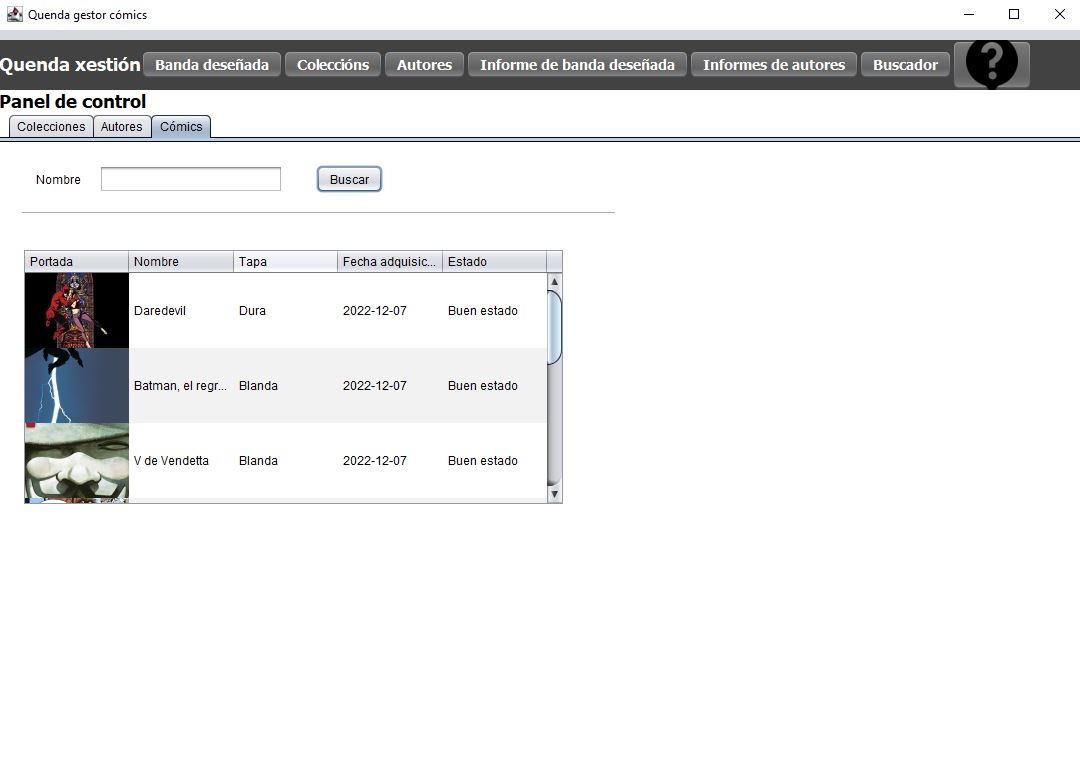 Quenda gestor cómics
Quenda xestión Banda deseñada Coleccións Autores Informe de banda deseñada Informes de autores Buscador ?
Panel de control
Colecciones Autores Cómics
Nombre Buscar
Portada Nombre Tapa Fecha adquisic... Estado
Daredevil Dura 2022-12-07 Buen estado
Batman, el regr... Blanda 2022-12-07 Buen estado
V de Vendetta Blanda 2022-12-07 Buen estado